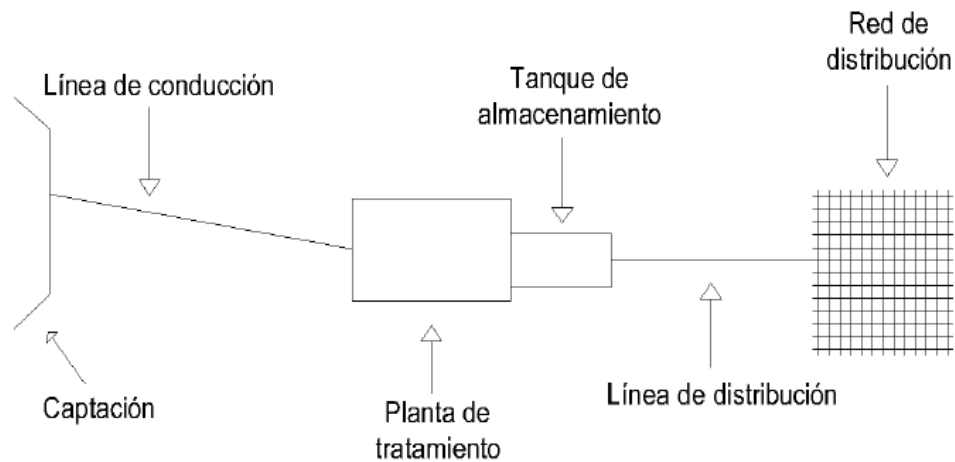 Red de
distribución
Línea de conducción
Tanque de
almacenamiento
Captación
Planta de
tratamiento
Línea de distribución